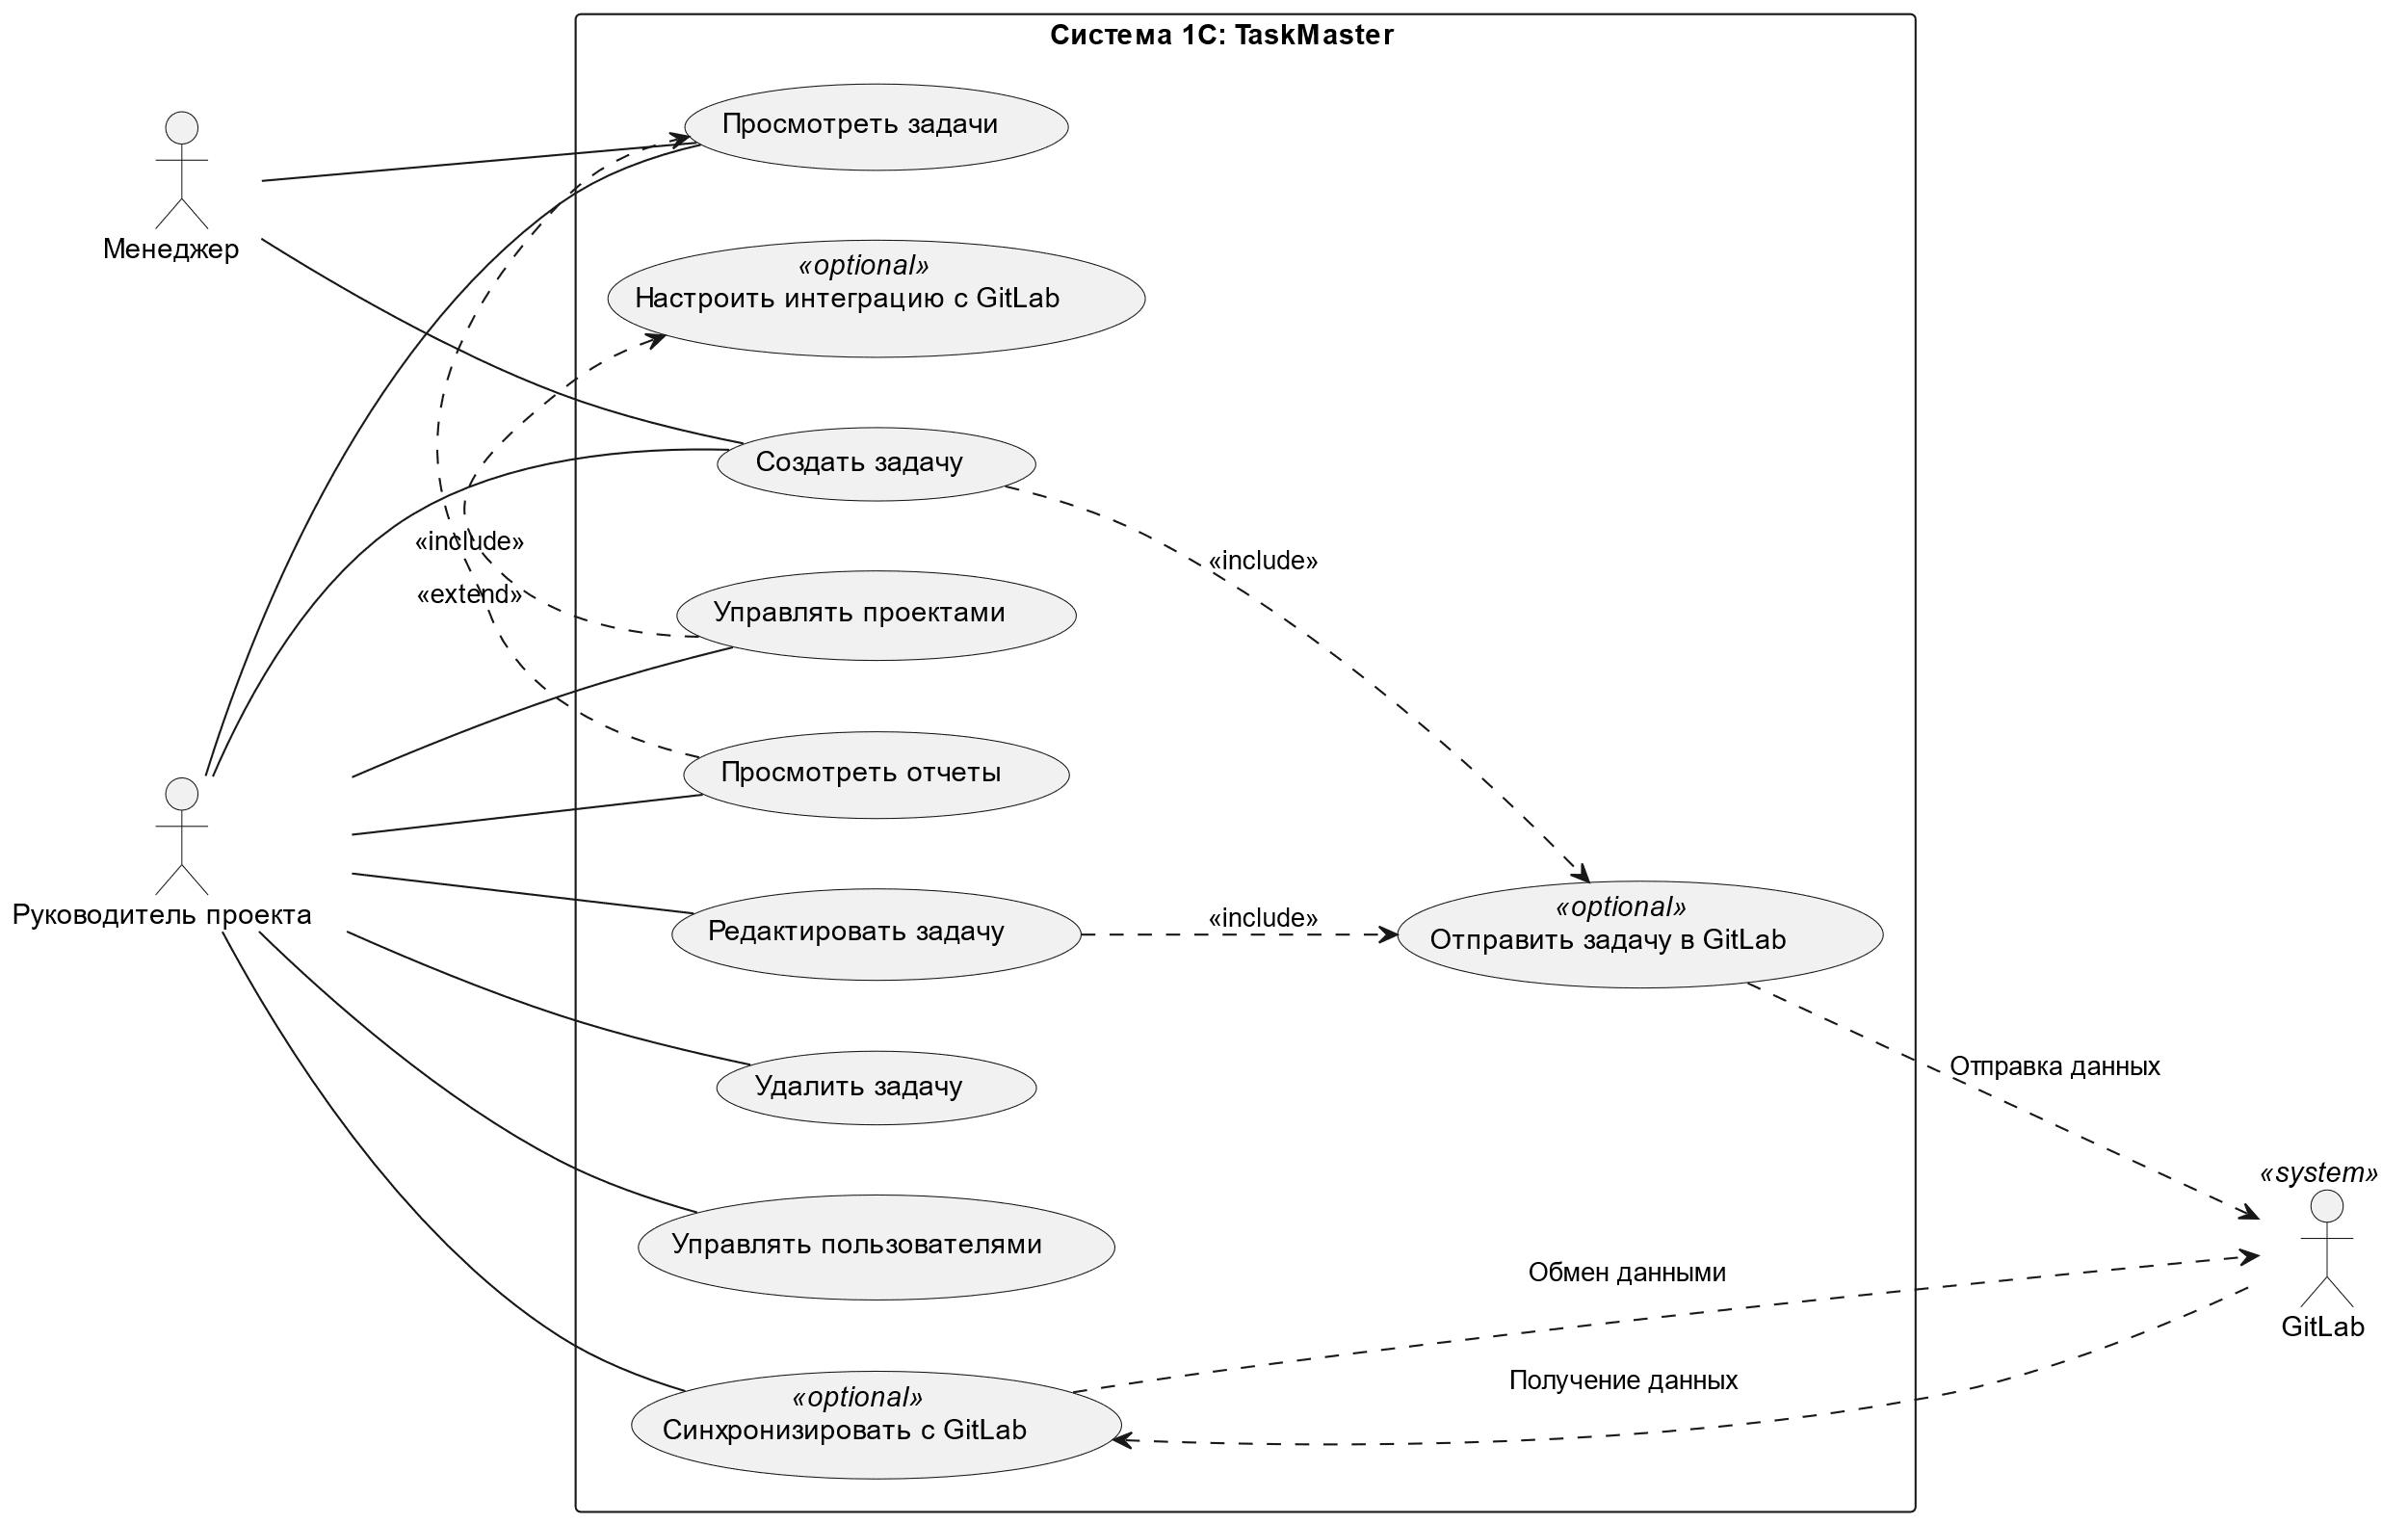 Система 1С: TaskMaster
Просмотреть задачи
Менеджер
«optional»
Настроить интеграцию с GitLab
Создать задачу
«include»
«include»
«extend»
Управлять проектами
Просмотреть отчеты
Руководитель проекта
Редактировать задачу
«include»
«optional»
Отправить задачу в GitLab
Удалить задачу
Отправка данных
«system»
GitLab
Управлять пользователями
Обмен данными
Получение данных
«optional»
Синхронизировать с GitLab